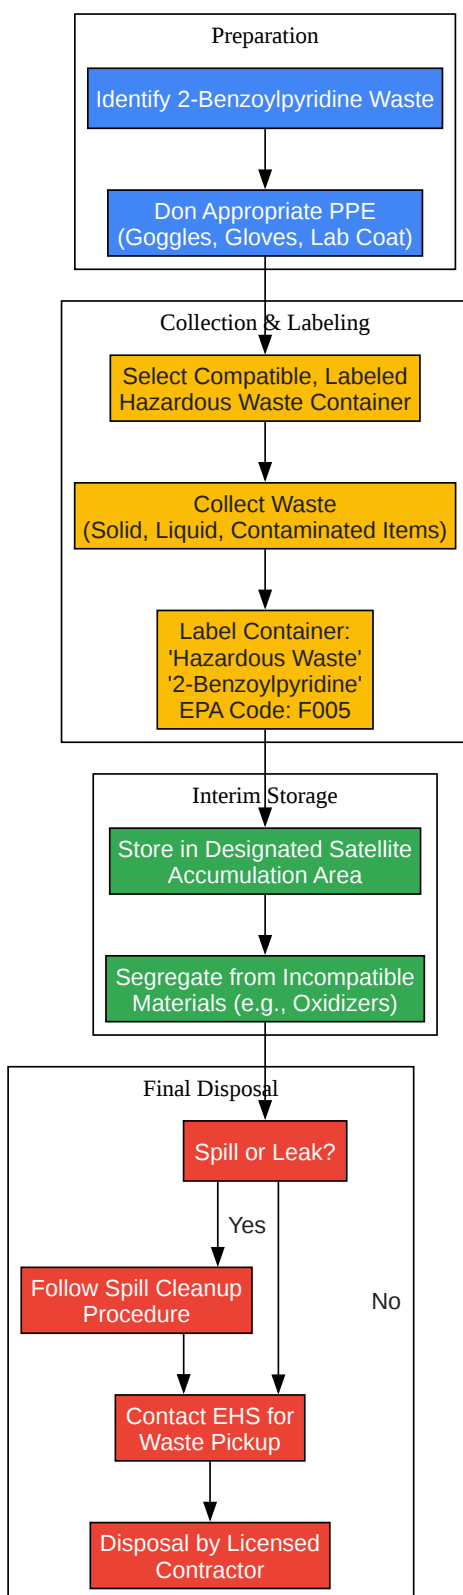 Preparation
Identify 2-Benzoylpyridine Waste
Don Appropriate PPE
(Goggles, Gloves, Lab Coat)
Collection & Labeling
Select Compatible, Labeled
Hazardous Waste Container
Collect Waste
(Solid, Liquid, Contaminated Items)
Label Container:
'Hazardous Waste'
'2-Benzoylpyridine'
EPA Code: F005
Interim Storage
Store in Designated Satellite
Accumulation Area
Segregate from Incompatible
Materials (e.g., Oxidizers)
Final Disposal
Spill or Leak?
Yes
Follow Spill Cleanup
Procedure
No
Contact EHS for
Waste Pickup
Disposal by Licensed
Contractor